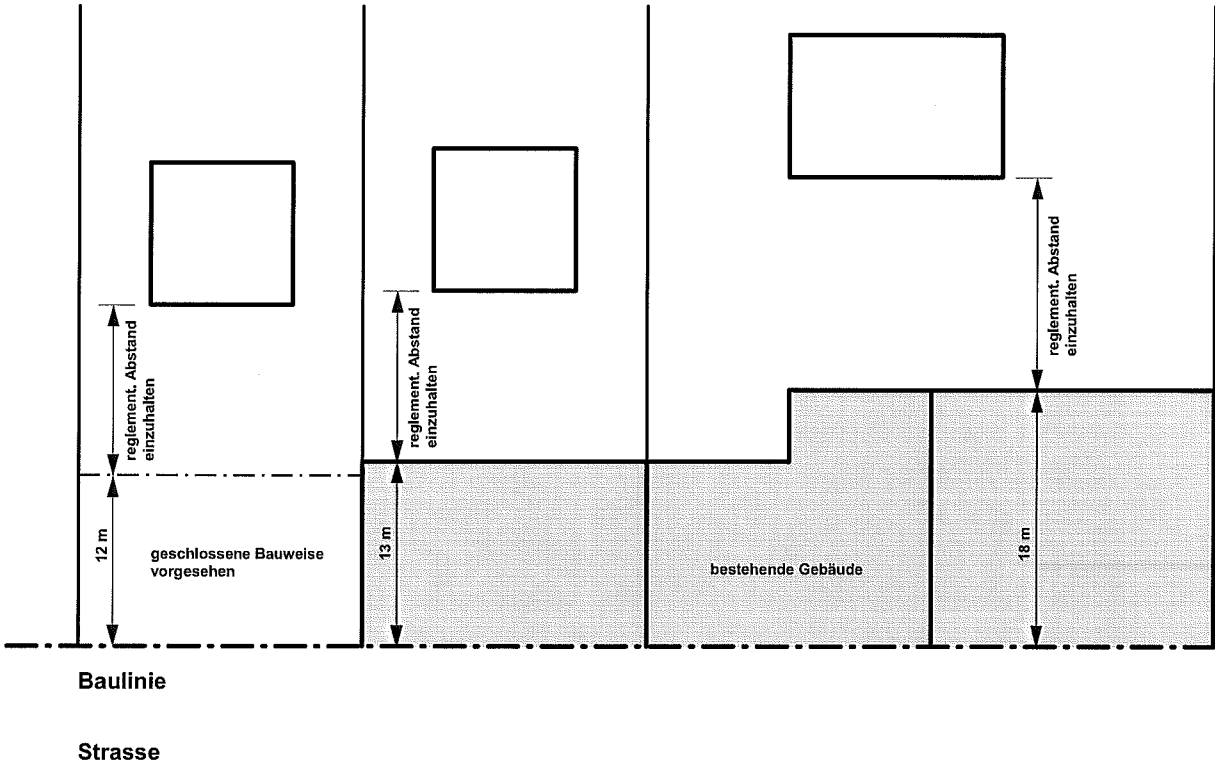 reglement. Abstand
einzuhalten
reglement. Abstand
einzuhalten
reglement. Abstand
einzuhalten
12 m
geschlossene Bauweise
vorgesehen
13 m
bestehende Gebäude
18 m
Baulinie
Strasse